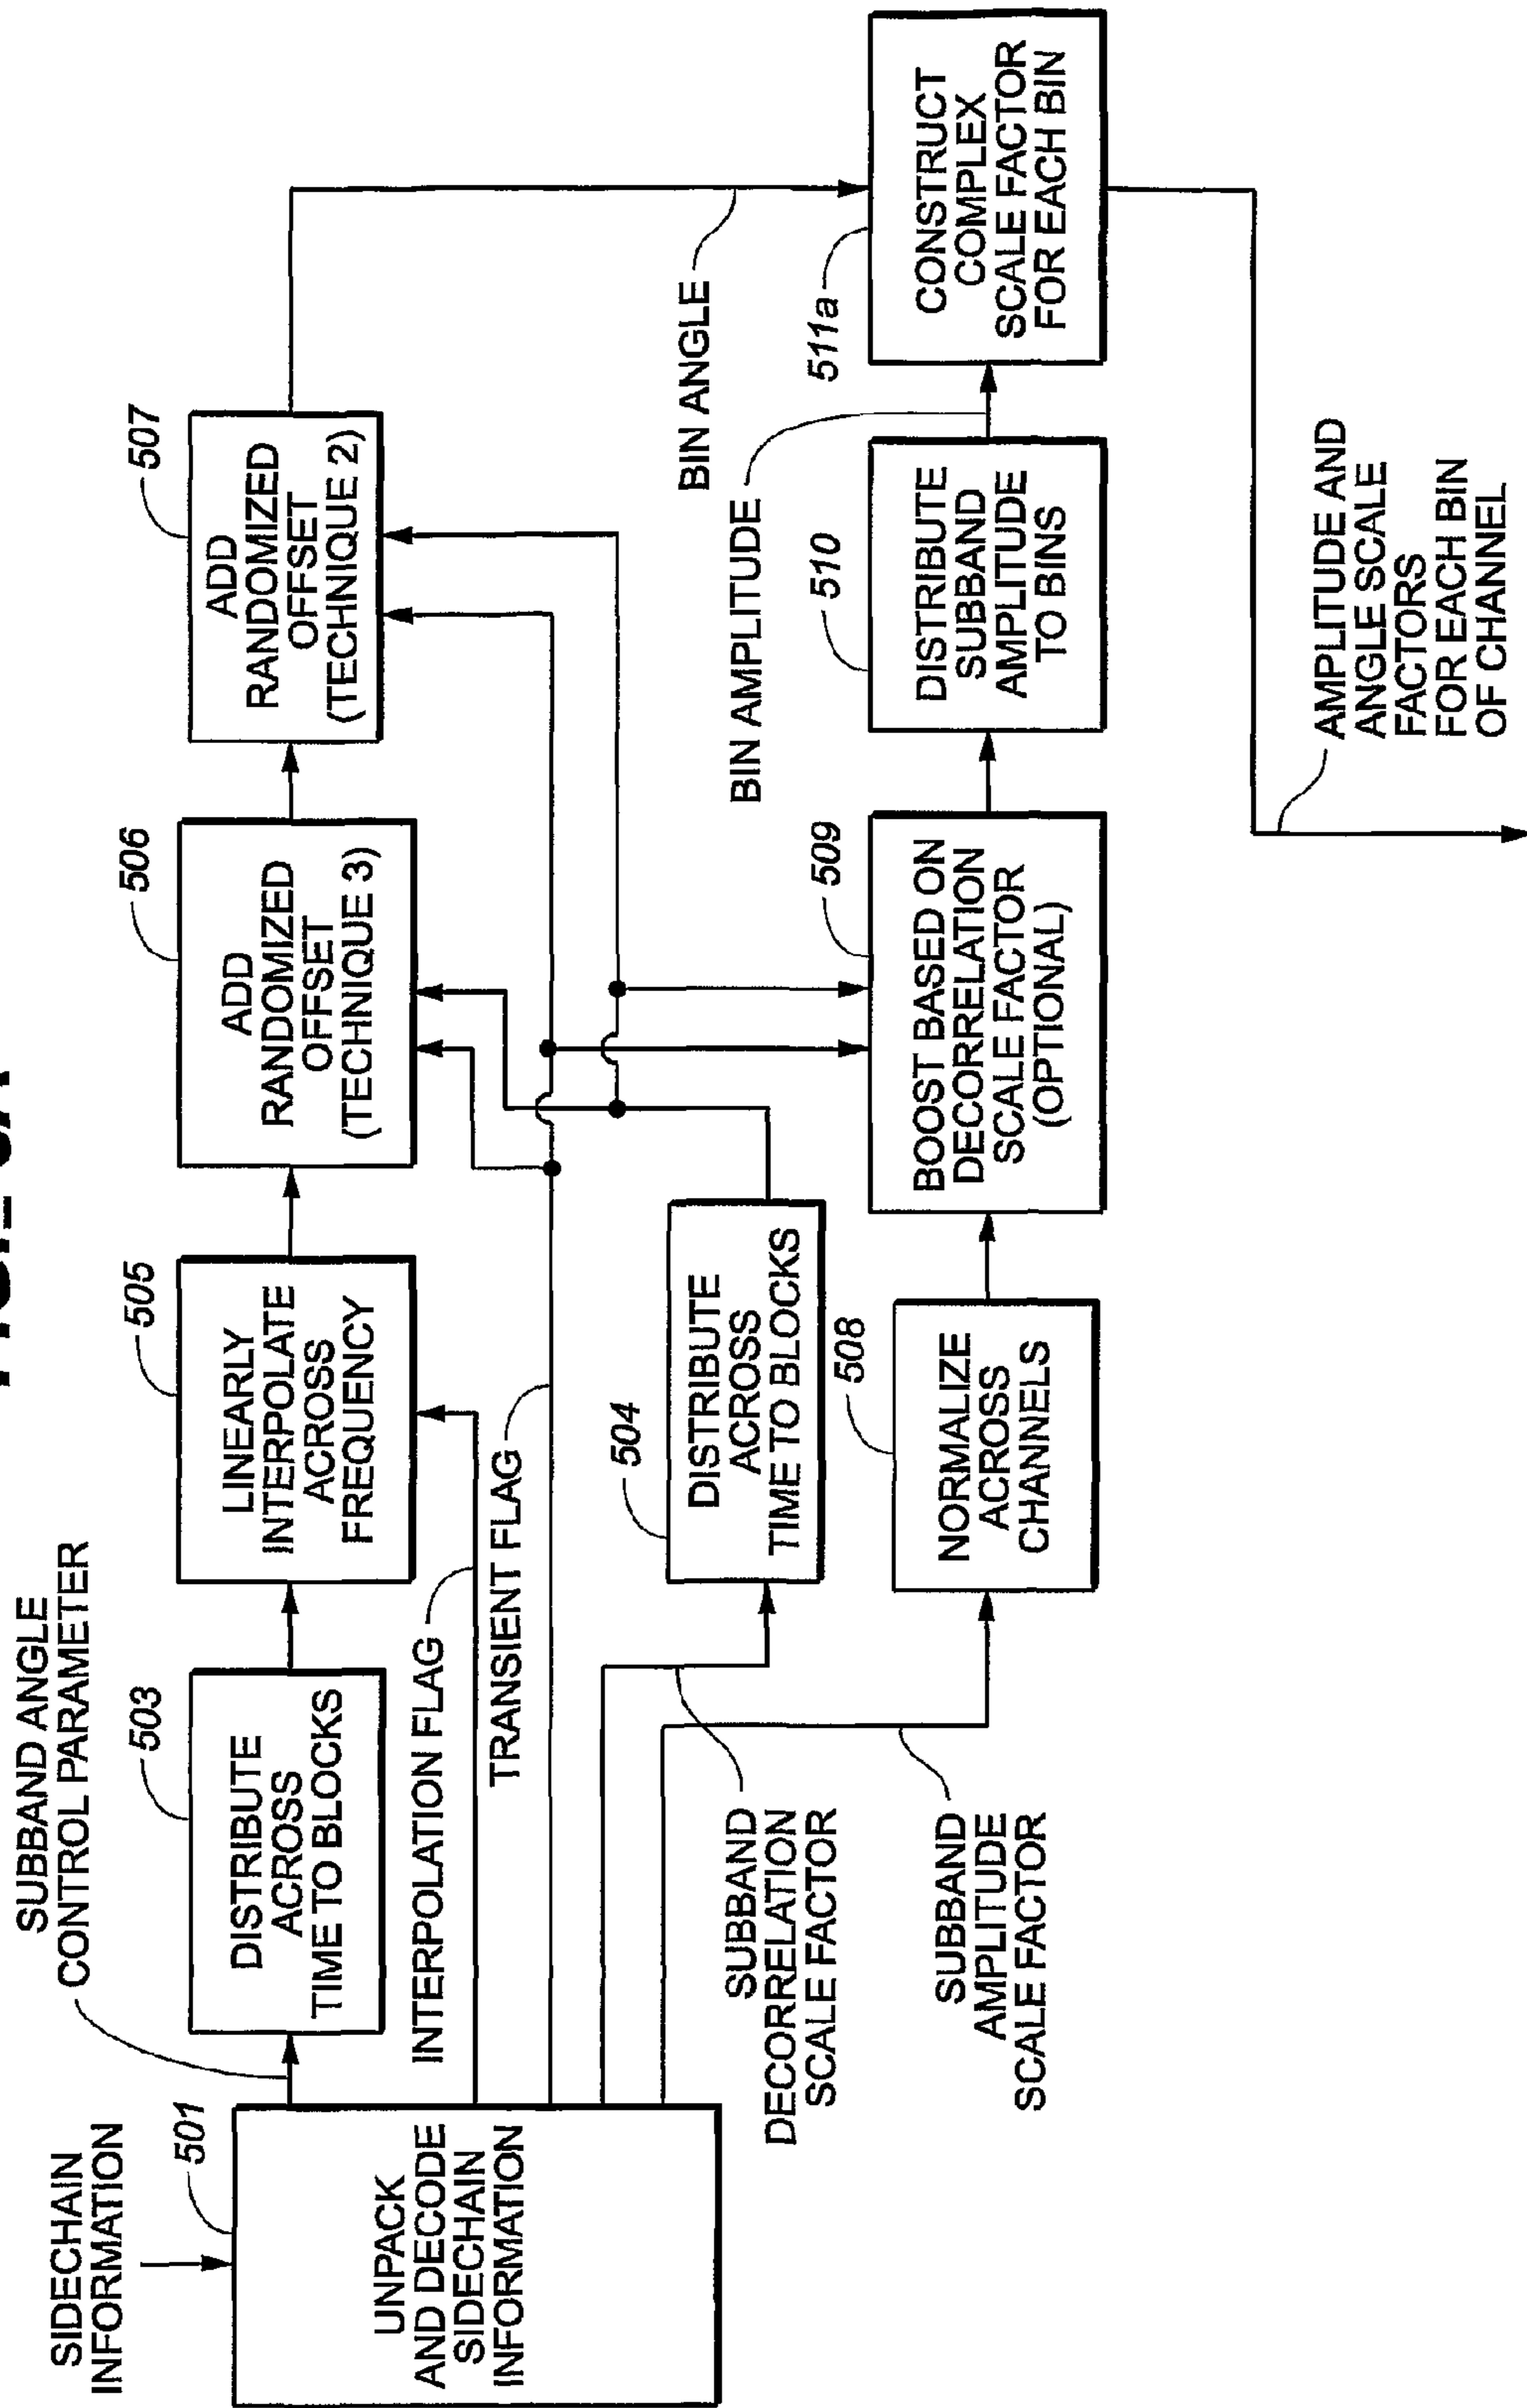 SIDECHAIN
INFORMATION
501
UNPACK
AND DECODE
SIDECHAIN
INFORMATION
SUBBAND ANGLE
CONTROL PARAMETER
503
DISTRIBUTE
ACROSS
TIME TO BLOCKS
505
LINEARLY
INTERPOLATE
ACROSS
FREQUENCY
506
ADD
RANDOMIZED
OFFSET
(TECHNIQUE 3)
507
ADD
RANDOMIZED
OFFSET
(TECHNIQUE 2)
INTERPOLATION FLAG
TRANSIENT FLAG
BIN ANGLE
SUBBAND
DECORRELATION
SCALE FACTOR
504
DISTRIBUTE
ACROSS
TIME TO BLOCKS
SUBBAND
AMPLITUDE
SCALE FACTOR
508
NORMALIZE
ACROSS
CHANNELS
509
BOOST BASED ON
DECORRELATION
SCALE FACTOR
(OPTIONAL)
BIN AMPLITUDE
510
DISTRIBUTE
SUBBAND
AMPLITUDE
TO BINS
511a
CONSTRUCT
COMPLEX
SCALE FACTOR
FOR EACH BIN
AMPLITUDE AND
ANGLE SCALE
FACTORS
FOR EACH BIN
OF CHANNEL